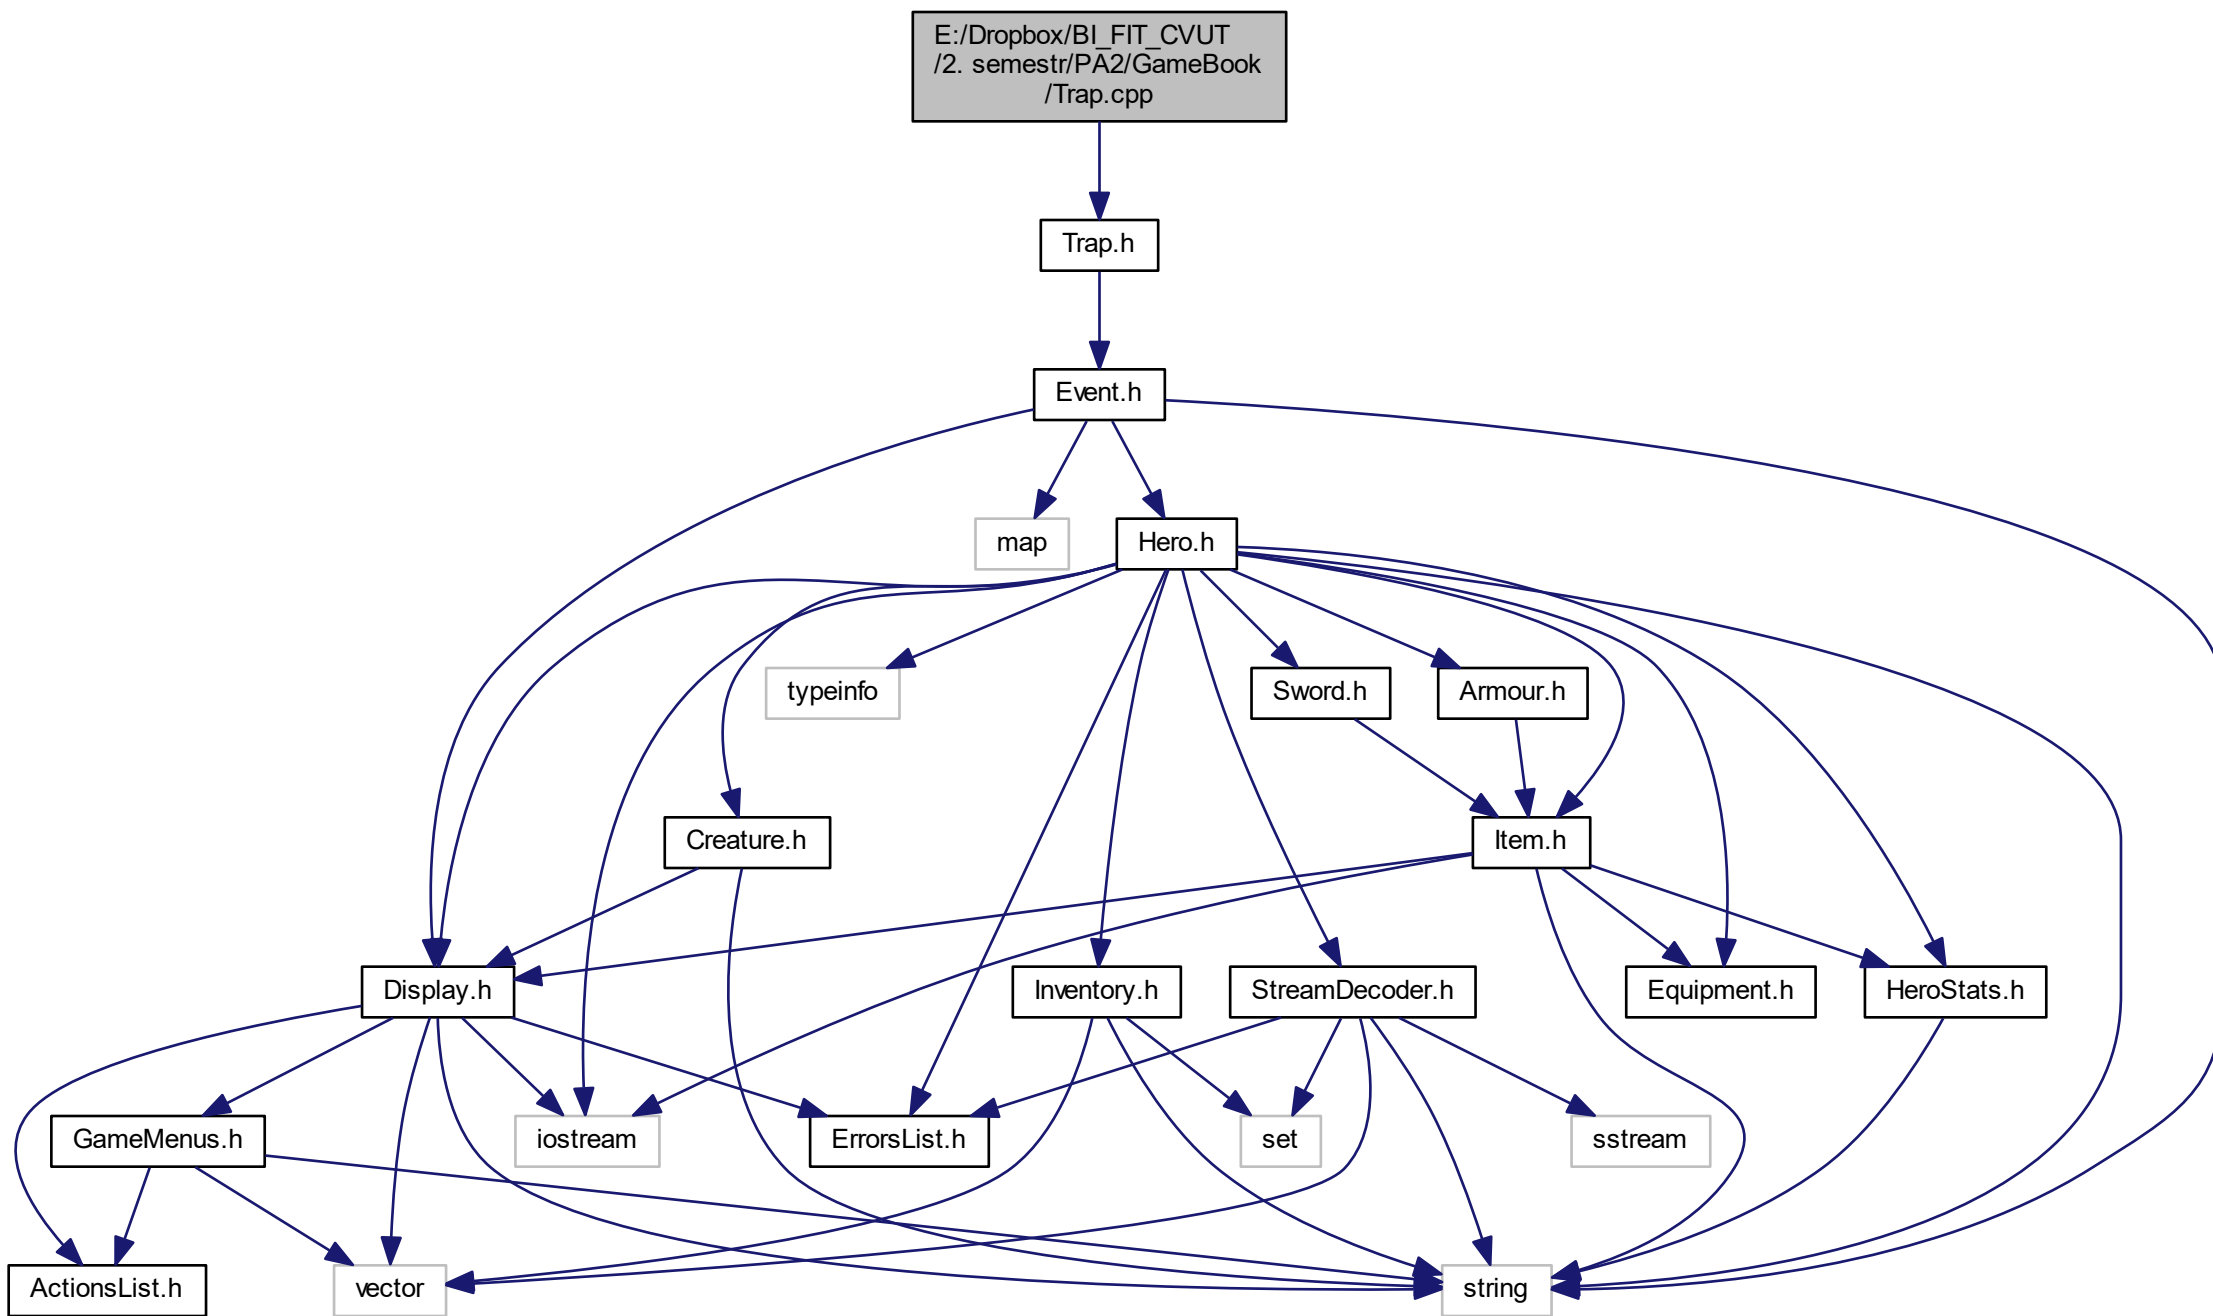 E:/Dropbox/BI_FIT_CVUT
/2. semestr/PA2/GameBook
/Trap.cpp
Trap.h
Event.h
map
Hero.h
typeinfo
Sword.h
Armour.h
Creature.h
Item.h
Display.h
Inventory.h
StreamDecoder.h
Equipment.h
HeroStats.h
GameMenus.h
iostream
ErrorsList.h
set
sstream
ActionsList.h
vector
string